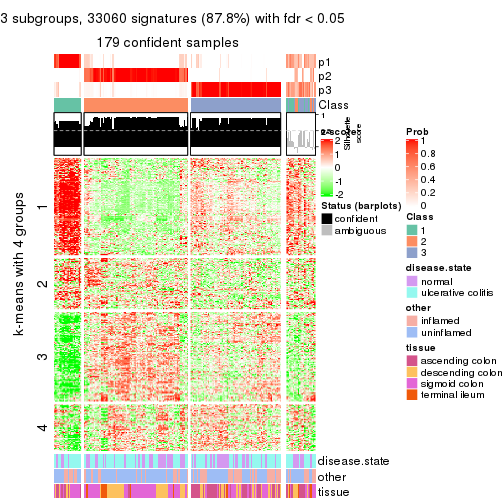 3 subgroups, 33060 signatures (87.8%) with fdr < 0.05
179 confident samples
p1
p2
p3
Class
1
Silhouette
score
z-score
2
1
0
-1
-2
Status (barplots)
confident
ambiguous
Prob
1
0.8
0.6
0.4
0.2
0
Class
1
2
3
disease.state
normal
ulcerative colitis
other
inflamed
uninflamed
tissue
ascending colon
descending colon
sigmoid colon
terminal ileum
k-means with 4 groups
1
2
3
4
disease.state
other
tissue